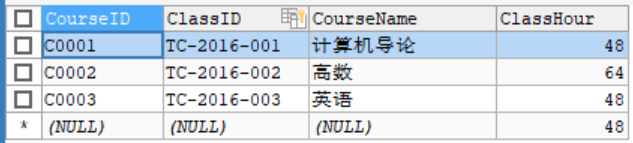 CourseID ClassID CourseName ClassHour
C0001 TC-2016-001 计算机导论 48
C0002 TC-2016-002 高数 64
C0003 TC-2016-003 英语 48
* (NULL) (NULL) (NULL) 48